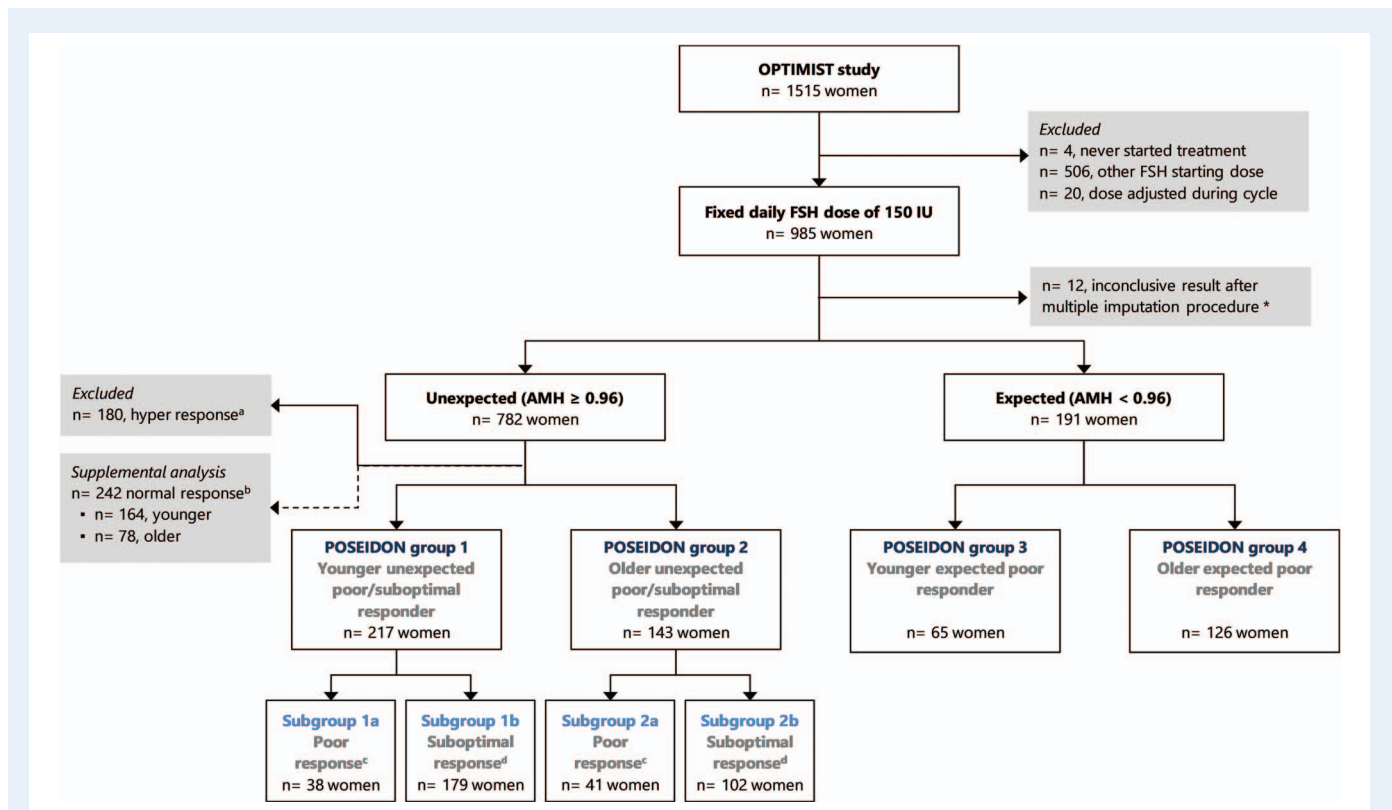 OPTIMIST study
n= 1515 women
Excluded
n= 4, never started treatment
n= 506, other FSH starting dose
n= 20, dose adjusted during cycle
Fixed daily FSH dose of 150 IU
n= 985 women
n= 12, inconclusive result after
multiple imputation procedure *
Unexpected (AMH ≥ 0.96)
n= 782 women
Expected (AMH < 0.96)
n= 191 women
Excluded
n= 180, hyper responseᵃ
Supplemental analysis
n= 242 normal responseᵇ
▪ n= 164, younger
▪ n= 78, older
POSEIDON group 1
Younger unexpected
poor/suboptimal
responder
n= 217 women
POSEIDON group 2
Older unexpected
poor/suboptimal
responder
n= 143 women
POSEIDON group 3
Younger expected poor
responder
n= 65 women
POSEIDON group 4
Older expected poor
responder
n= 126 women
Subgroup 1a
Poor
responseᶜ
n= 38 women
Subgroup 1b
Suboptimal
responseᵈ
n= 179 women
Subgroup 2a
Poor
responseᶜ
n= 41 women
Subgroup 2b
Suboptimal
responseᵈ
n= 102 women